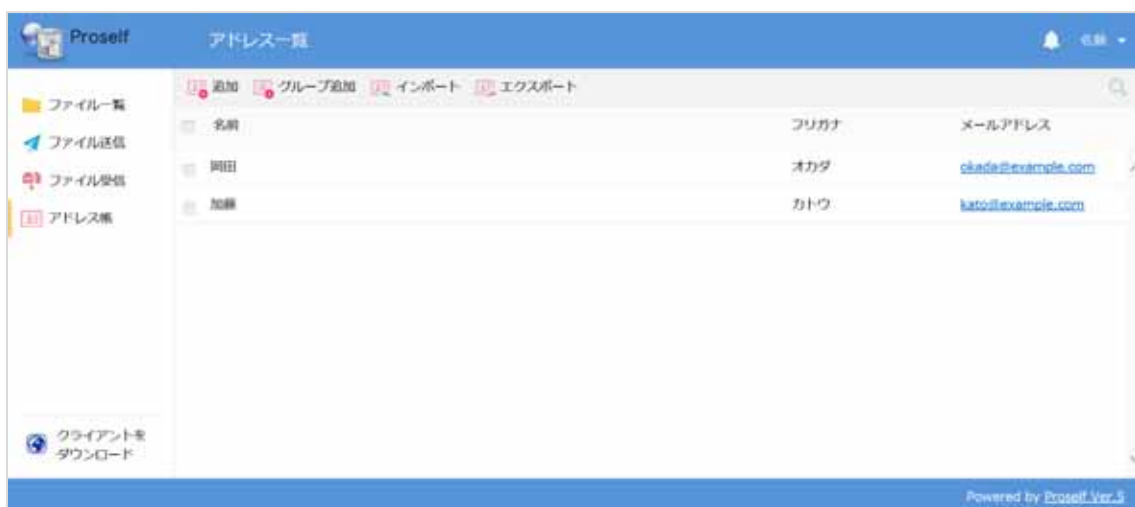 Proself
アドレス一覧
追加 グループ追加 インポート エクスポート
ファイル一覧
ファイル送信
ファイル受信
アドレス帳
名前 フリガナ メールアドレス
岡田 オカダ okada@example.com
加藤 カトウ kato@example.com
クライアントを
ダウンロード
Powered by Proself Ver.5